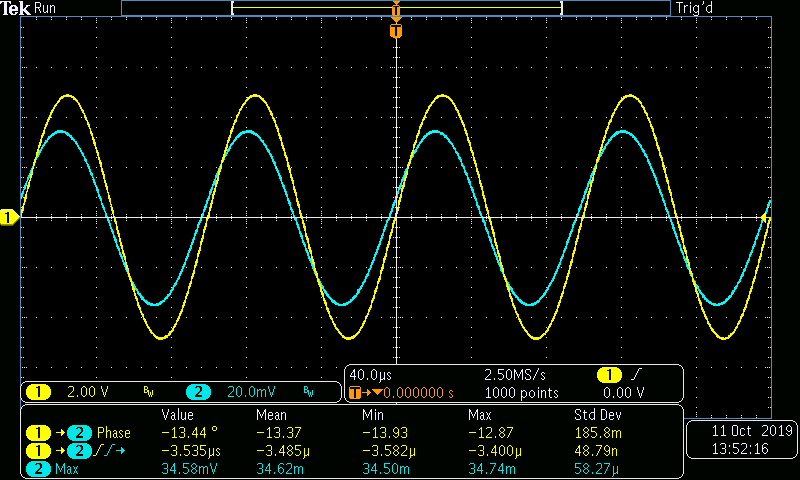 Tek Run Trig'd
T
T
1
1 2.00 V BW 2 20.0mV BW
40.0µs 2.50MS/s 1
T→▼0.000000 s 1000 points 0.00 V
Value Mean Min Max Std Dev
1 → 2 Phase −13.44 ° −13.37 −13.93 −12.87 185.8m
1 → 2 −3.535µs −3.485µ −3.582µ −3.400µ 48.79n
2 Max 34.58mV 34.62m 34.50m 34.74m 58.27µ
11 Oct 2019
13:52:16